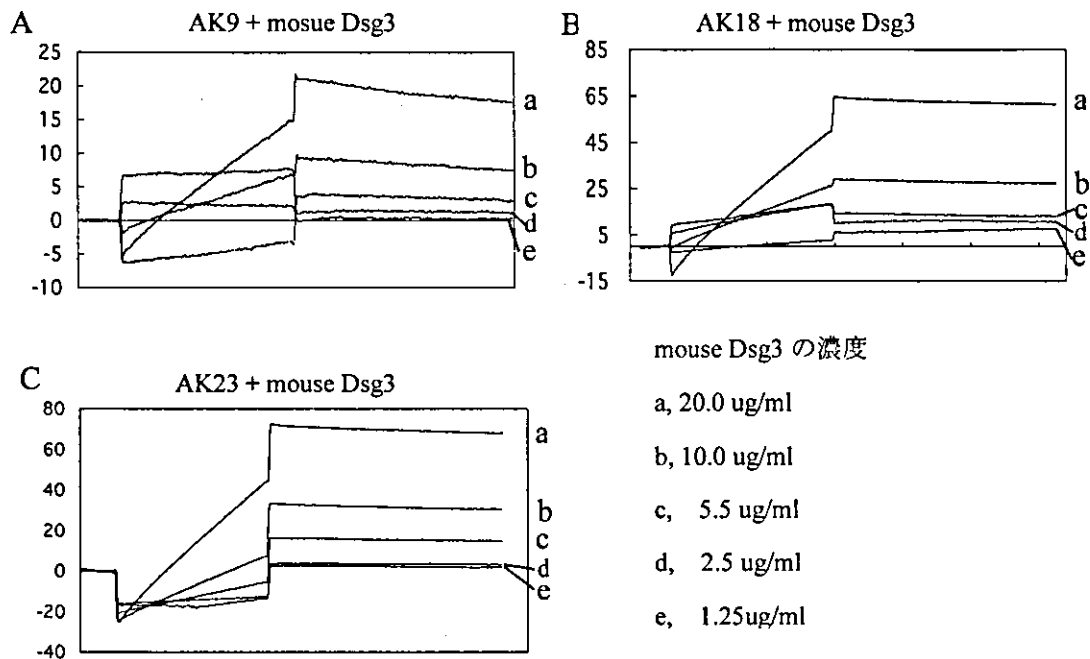 A
AK9 + mosue Dsg3
25
20
15
10
5
0
-5
-10
a
b
c
d
e
B
AK18 + mouse Dsg3
85
65
45
25
5
-15
a
b
c
d
e
C
AK23 + mouse Dsg3
80
60
40
20
0
-20
-40
a
b
c
d
e
mouse Dsg3 の濃度
a, 20.0 ug/ml
b, 10.0 ug/ml
c, 5.5 ug/ml
d, 2.5 ug/ml
e, 1.25ug/ml